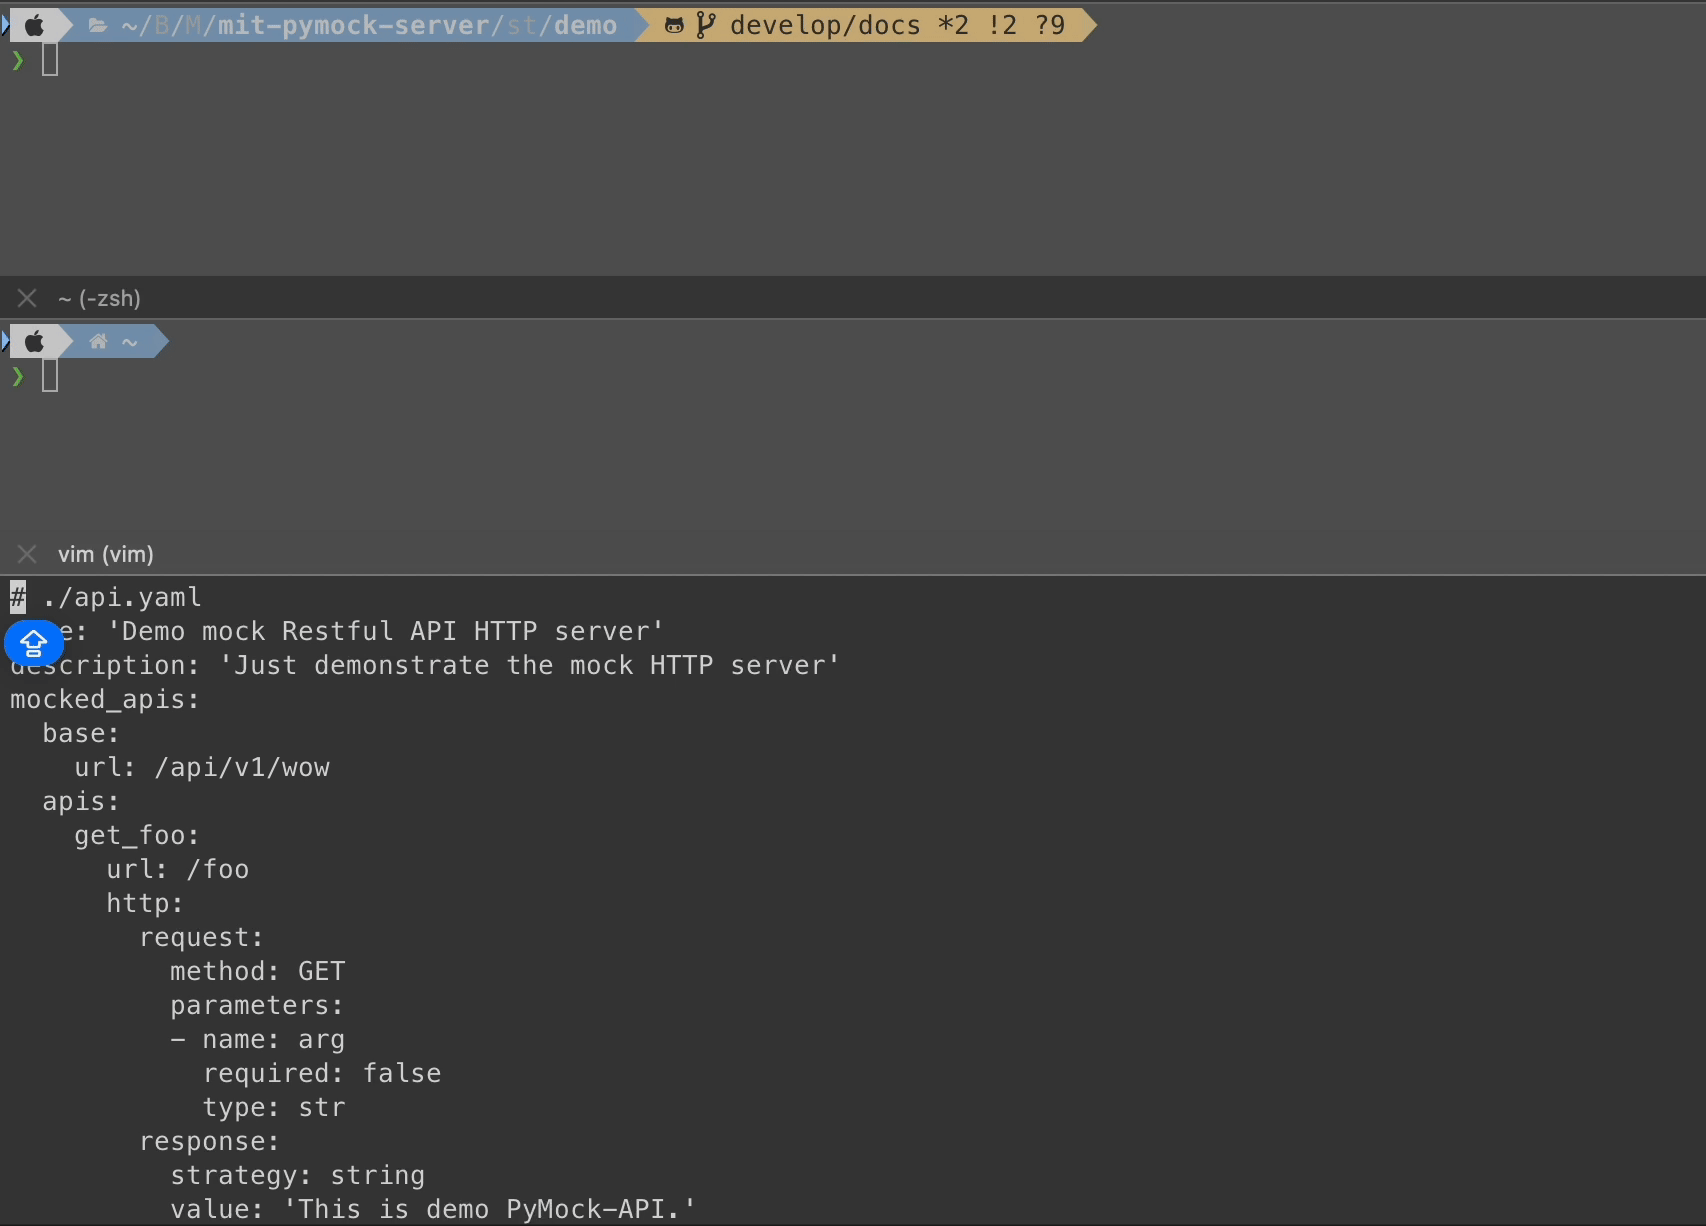 ~/B/M/mit-pymock-server/st/demo develop/docs *2 !2 ?9
❯
~ (-zsh)
~
❯
vim (vim)
# ./api.yaml
e: 'Demo mock Restful API HTTP server'
description: 'Just demonstrate the mock HTTP server'
mocked_apis:
  base:
    url: /api/v1/wow
  apis:
    get_foo:
      url: /foo
      http:
        request:
          method: GET
          parameters:
          - name: arg
            required: false
            type: str
        response:
          strategy: string
          value: 'This is demo PyMock-API.'